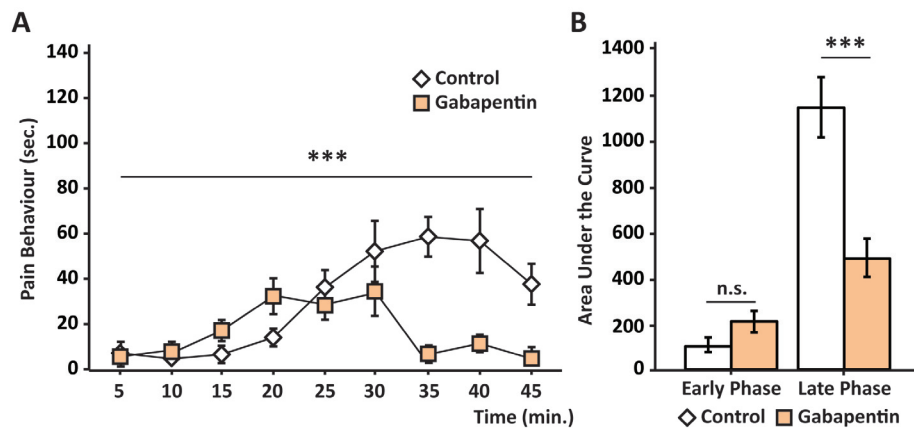 A
140
120
100
80
60
40
20
0
Pain Behaviour (sec.)
Control
Gabapentin
***
5 10 15 20 25 30 35 40 45
Time (min.)
B
1400
1200
1000
800
600
400
200
0
Area Under the Curve
***
n.s.
Early Phase Late Phase
Control Gabapentin